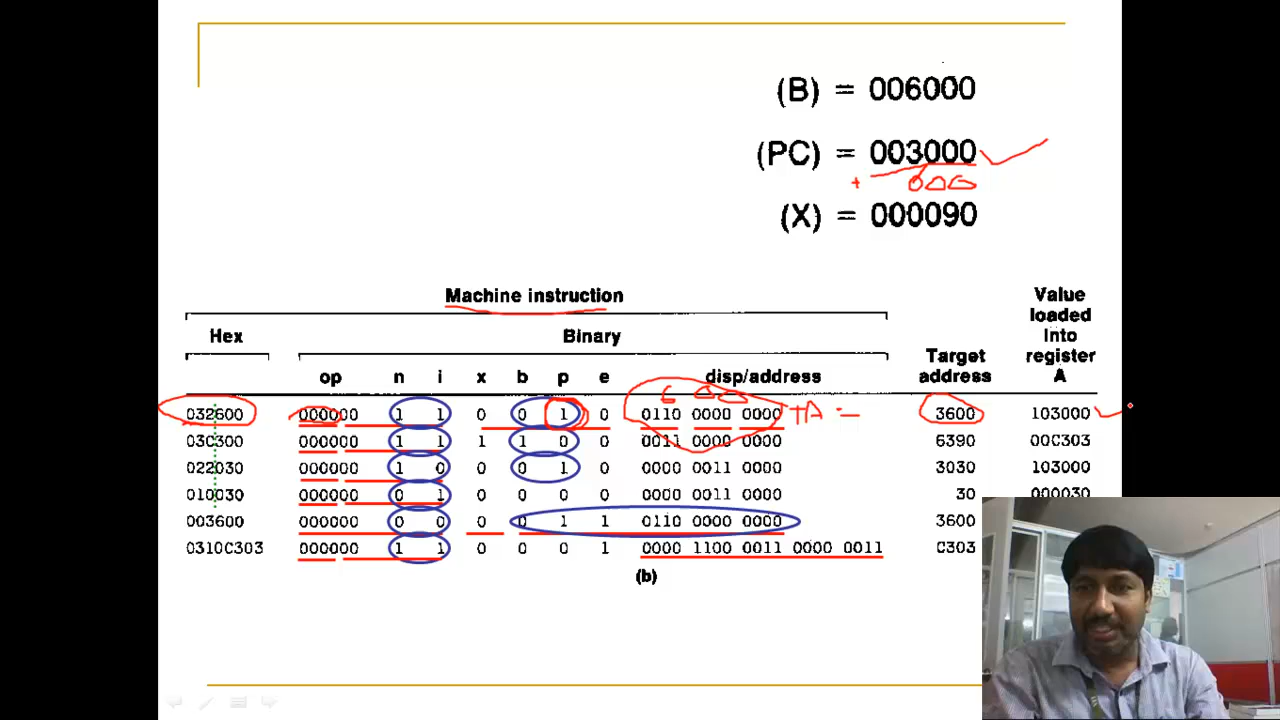 (B) = 006000
(PC) = 003000
+ 000
(X) = 000090
Machine instruction
Value loaded into register A
Hex
Binary
Target address
op n i x b p e disp/address
6 00
032600 000000 1 1 0 0 1 0 0110 0000 0000 TA = 3600 103000
03C300 000000 1 1 1 1 0 0 0011 0000 0000 6390 00C303
022030 000000 1 0 0 0 1 0 0000 0011 0000 3030 103000
010030 000000 0 1 0 0 0 0 0000 0011 0000 30 000030
003600 000000 0 0 0 0 1 1 0110 0000 0000 3600
0310C303 000000 1 1 0 0 0 1 0000 1100 0011 0000 0011 C303
(b)